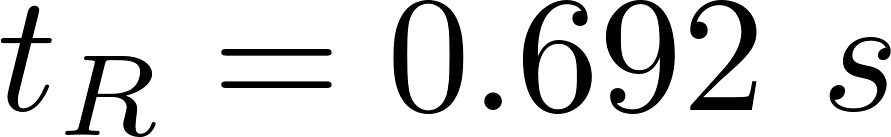 t_R = 0.692 s